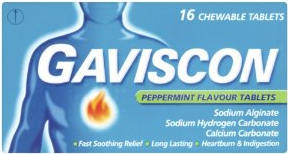 16 CHEWABLE TABLETS
GAVISCON
PEPPERMINT FLAVOUR TABLETS
Sodium Alginate
Sodium Hydrogen Carbonate
Calcium Carbonate
• Fast Soothing Relief • Long Lasting • Heartburn & Indigestion